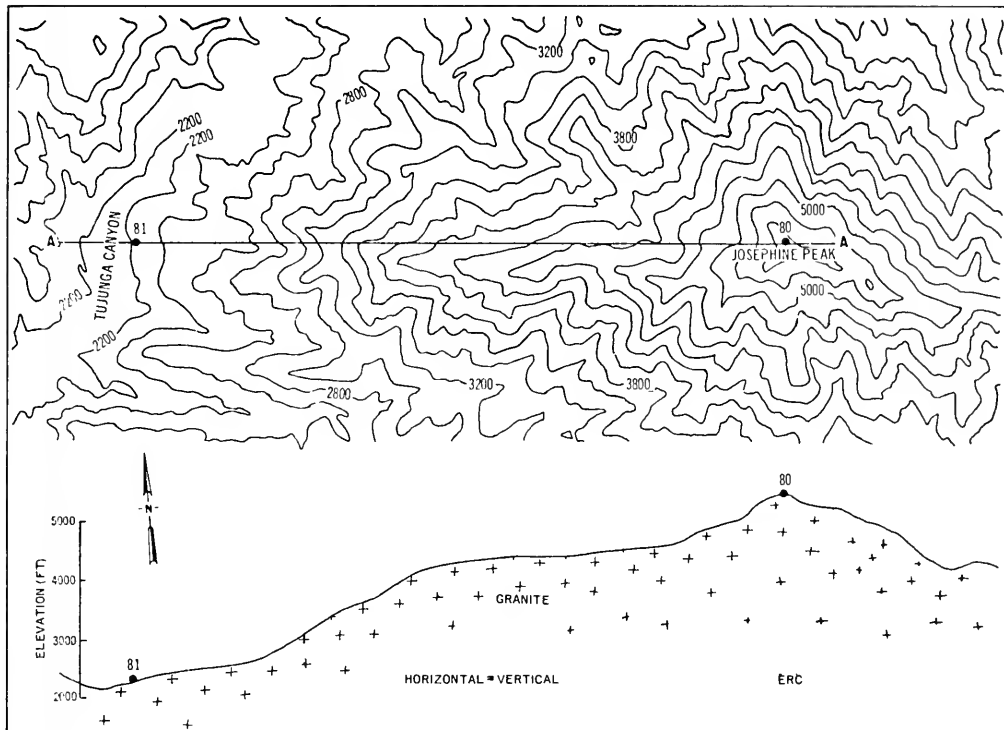 3200
2800
2200
2200
3800
5000
A
81
80
A
JOSEPHINE PEAK
TUJUNGA CANYON
2200
5000
2200
2800
3200
3800
N
80
81
ELEVATION (FT)
5000
4000
3000
2000
GRANITE
HORIZONTAL = VERTICAL
ERC